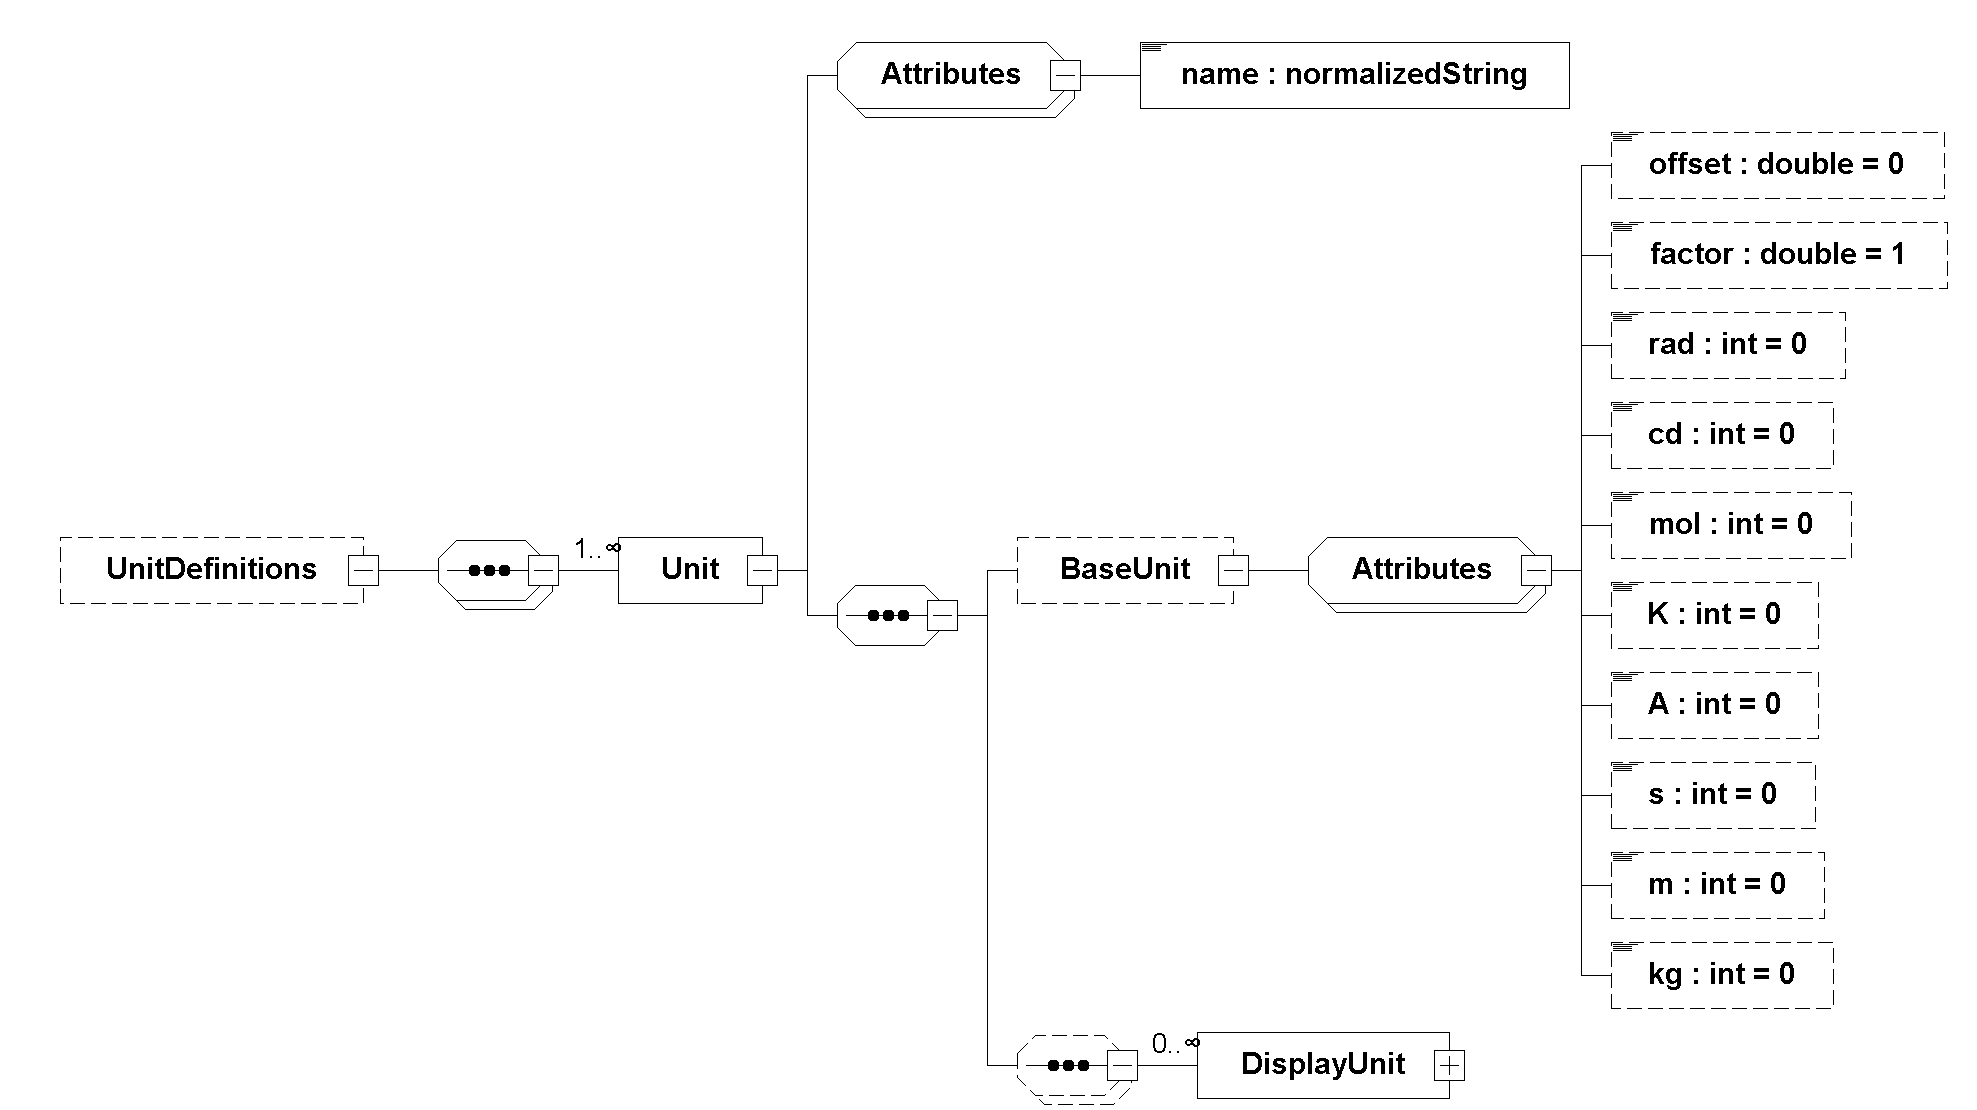 Attributes
name : normalizedString
offset : double = 0
factor : double = 1
rad : int = 0
cd : int = 0
mol : int = 0
UnitDefinitions
1..∞
Unit
BaseUnit
Attributes
K : int = 0
A : int = 0
s : int = 0
m : int = 0
kg : int = 0
0..∞
DisplayUnit